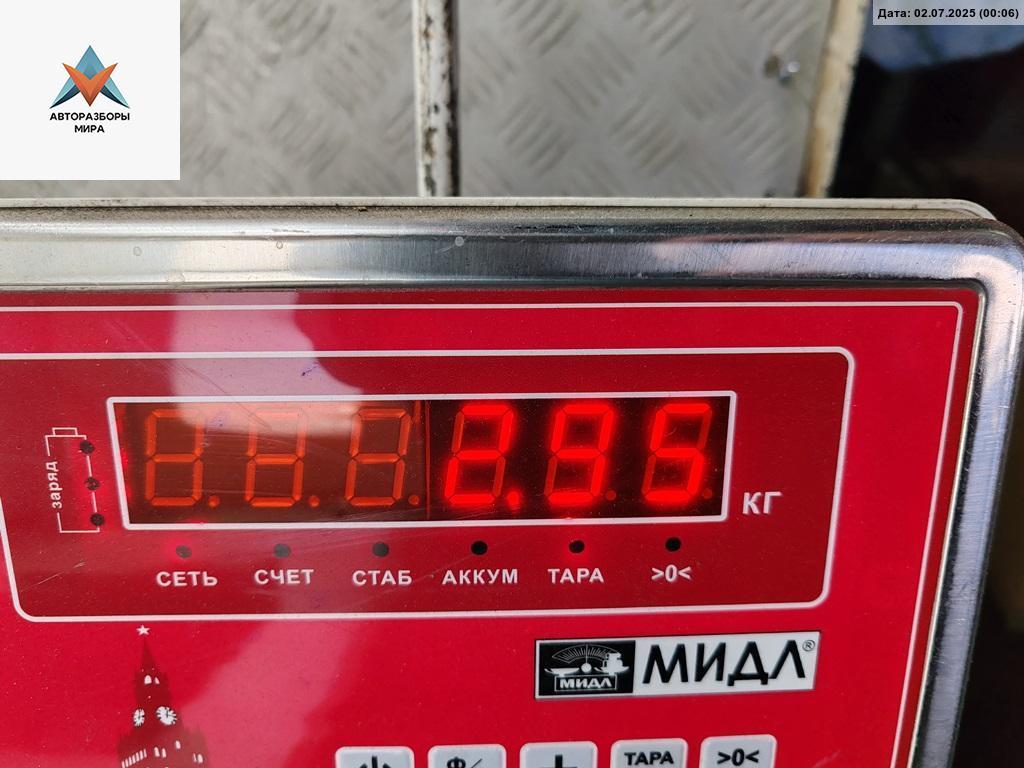 Дата: 02.07.2025 (00:06)
АВТОРАЗБОРЫ
МИРА
заряд
2.95
КГ
СЕТЬ СЧЕТ СТАБ АККУМ ТАРА >0<
МИДЛ МИДЛ®
ТАРА >0<